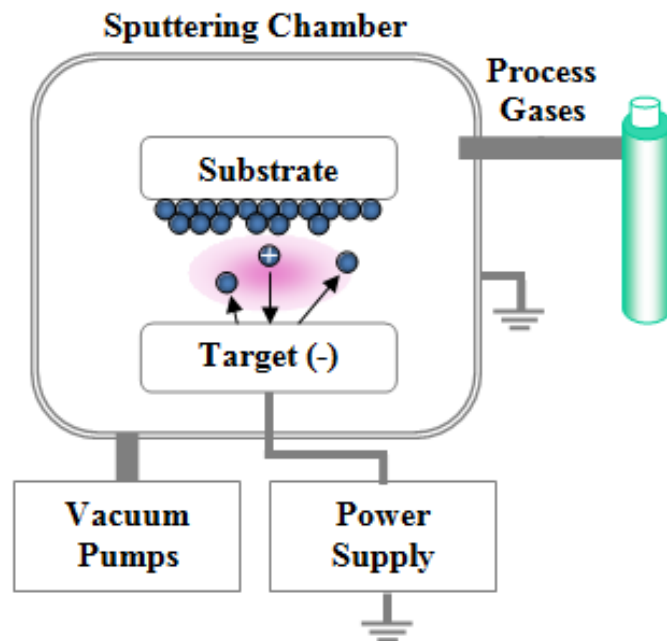 Sputtering Chamber
Process
Gases
Substrate
+
Target (-)
Vacuum
Pumps
Power
Supply